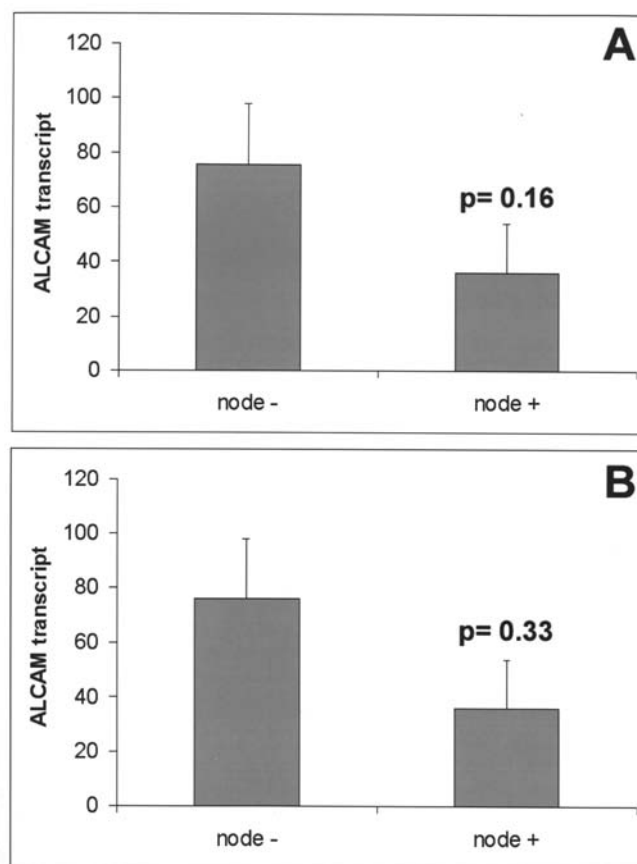 A
120
100
80
60
40
20
0
ALCAM transcript
p= 0.16
node -
node +
B
120
100
80
60
40
20
0
ALCAM transcript
p= 0.33
node -
node +